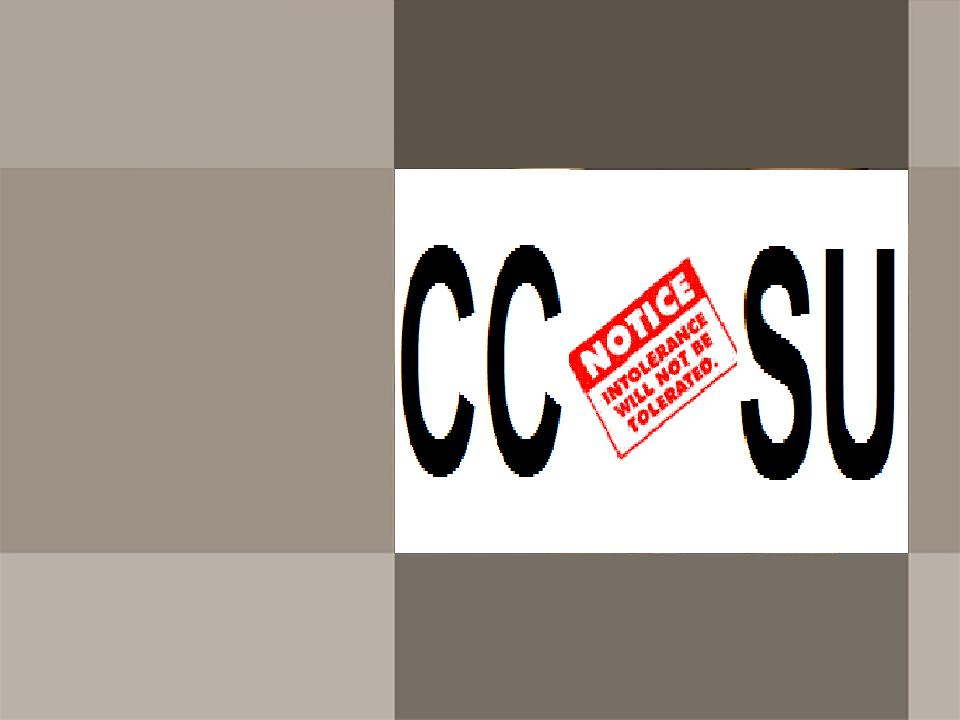 CC SU
NOTICE
INTOLERANCE
WILL NOT BE
TOLERATED.